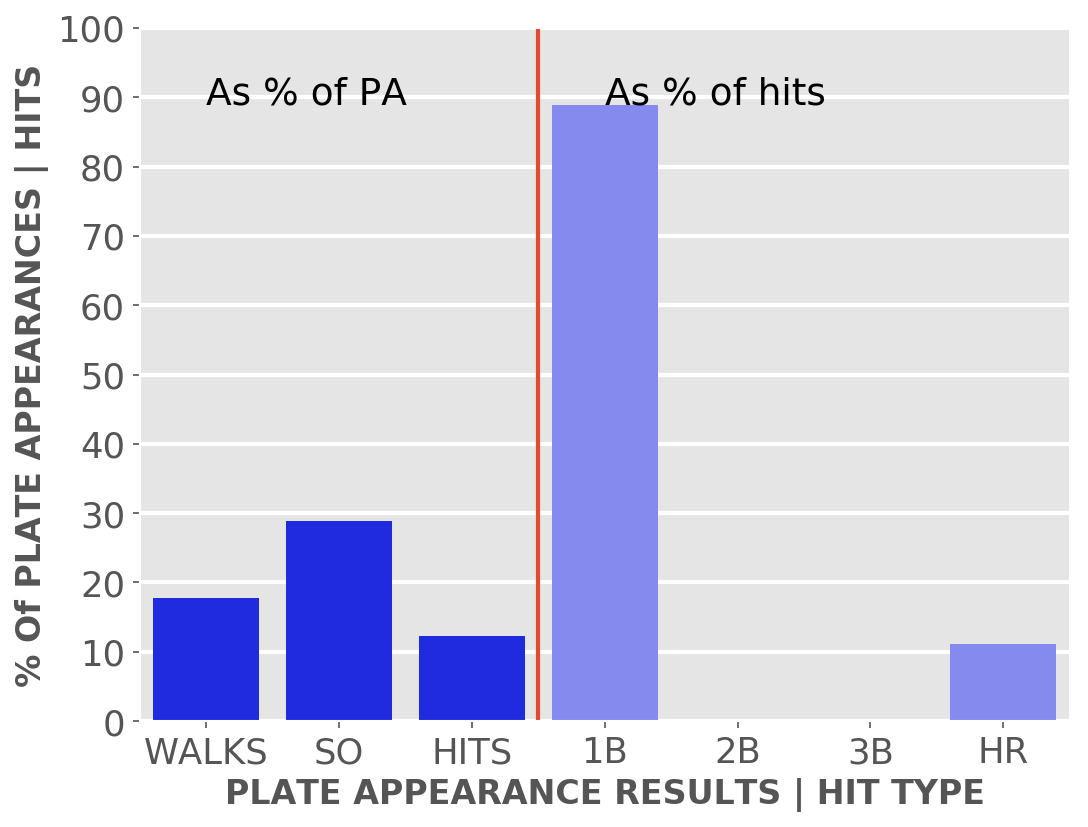 % Of PLATE APPEARANCES | HITS
100
90
80
70
60
50
40
30
20
10
0
As % of PA
As % of hits
WALKS SO HITS 1B 2B 3B HR
PLATE APPEARANCE RESULTS | HIT TYPE